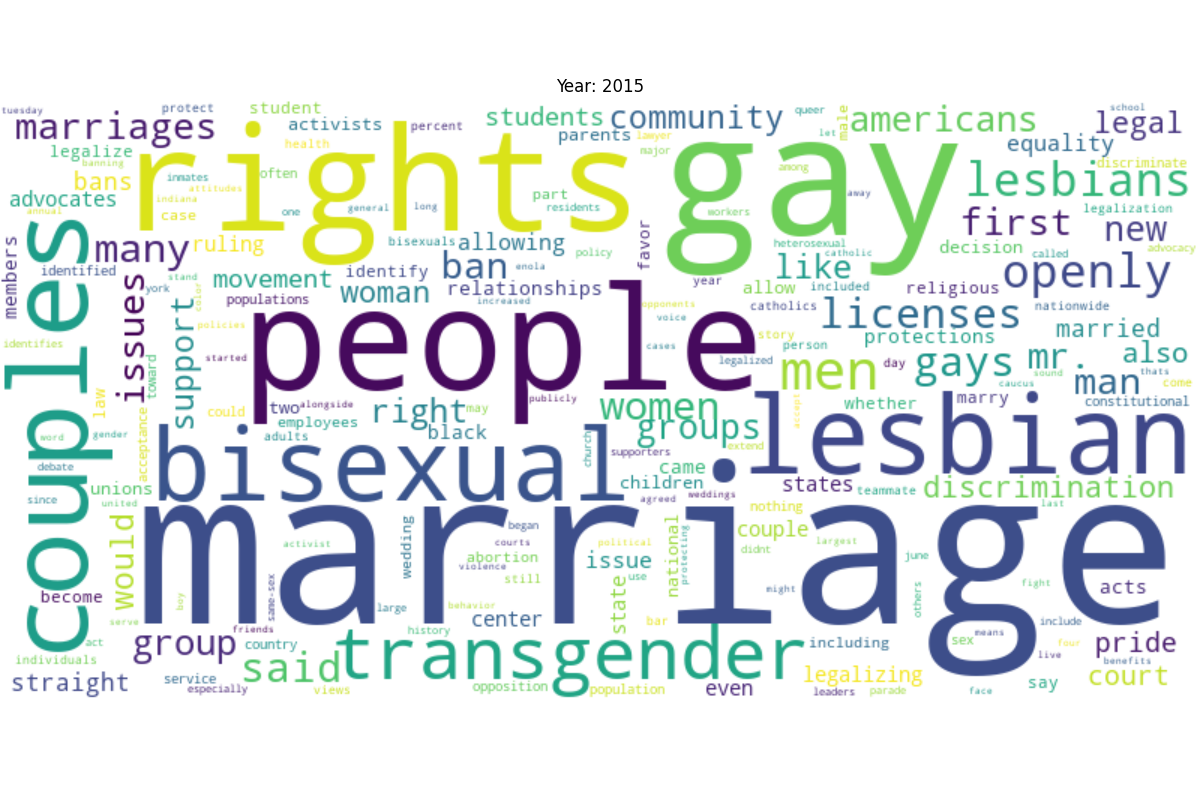 Year: 2015
tuesday
protect
student
activists
percent
students
community
queer
male
americans
school
legal
marriages
legalize
banning
bans
inmates
attitudes
health
often
rights
parents
lawyer
major
let
gay
among
away
equality
discriminate
lesbians
advocates
indiana
case
annual
one
general
long
part
residents
workers
legalization
first
new
many
ruling
bisexuals
allowing
policy
favor
heterosexual
catholic
decision
called
advocacy
members
identified
stand
york
color
movement
identify
ban
enola
woman
relationships
increased
year
like
allow
included
religious
openly
couples
issues
support
populations
opponents
voice
catholics
licenses
nationwide
identifies
policies
started
people
cases
legalized
story
person
protections
married
law
toward
men
day
gays
mr.
sound
caucus
also
thats
come
could
two
alongside
right
may
publicly
women
whether
marry
man
constitutional
acceptance
employees
black
groups
accept
word
gender
adults
church
supporters
extend
lesbian
debate
bisexual
came
children
agreed
weddings
states
teammate
discrimination
since
unions
united
nothing
last
would
activist
wedding
began
courts
violence
abortion
still
political
issue
national
protecting
couple
didnt
largest
june
marriage
become
boy
same-sex
large
behavior
use
state
might
others
fight
acts
serve
center
bar
group
friends
history
country
act
said
transgender
including
sex
means
include
live
four
pride
benefits
individuals
straight
service
especially
views
opposition
population
even
legalizing
leaders
parade
face
say
court